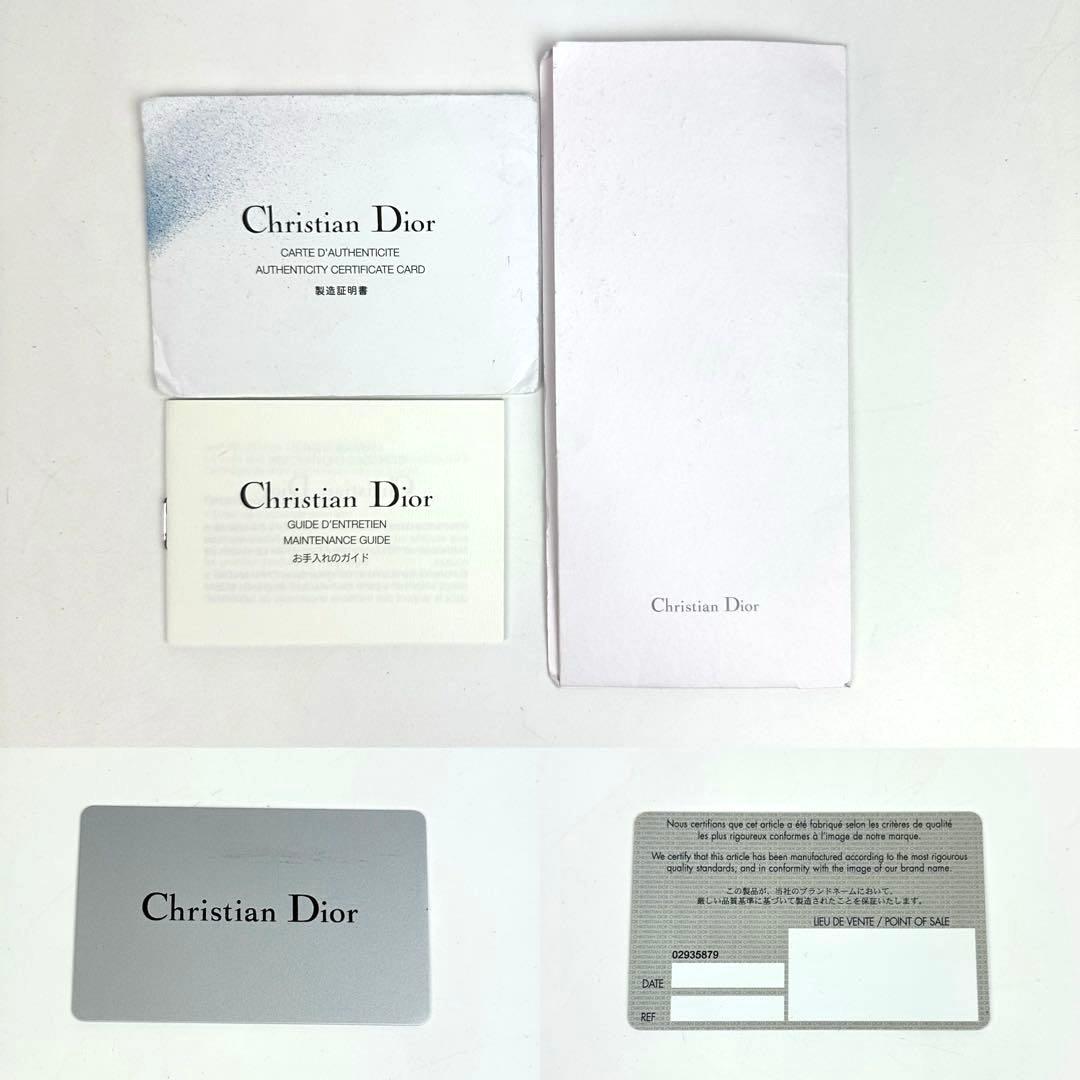 Christian Dior
CARTE D'AUTHENTICITE
AUTHENTICITY CERTIFICATE CARD
製造証明書
Christian Dior
GUIDE D'ENTRETIEN
MAINTENANCE GUIDE
お手入れのガイド
Christian Dior
Christian Dior
Nous certifions que cet article a été fabriqué selon les critères de qualité
les plus rigoureux conformes à l'image de notre marque.
We certify that this article has been manufactured according to the most rigourous
quality standards, and in conformity with the image of our brand name.
この製品が、当社のブランドネームにおいて、
厳しい品質基準に基づいて製造されたことを保証いたします。
LIEU DE VENTE / POINT OF SALE
02935879
DATE
REF